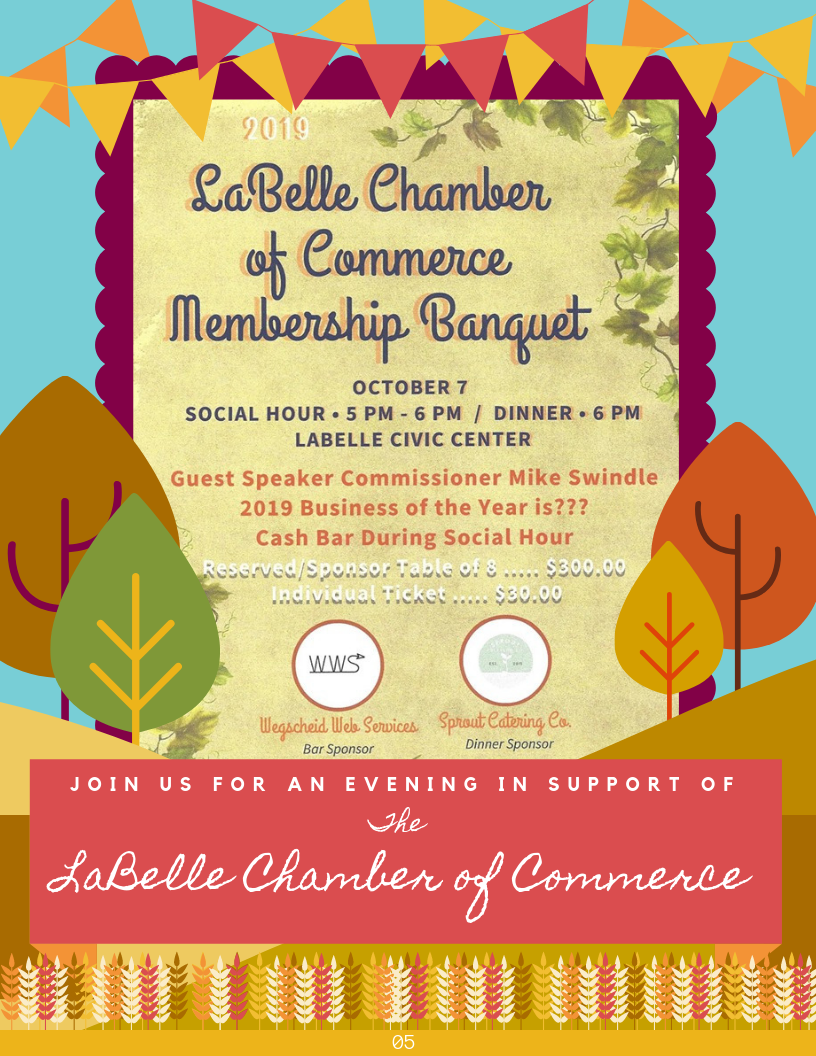 2019
LaBelle Chamber
of Commerce
Membership Banquet
OCTOBER 7
SOCIAL HOUR • 5 PM - 6 PM / DINNER • 6 PM
LABELLE CIVIC CENTER
Guest Speaker Commissioner Mike Swindle
2019 Business of the Year is???
Cash Bar During Social Hour
Reserved/Sponsor Table of 8 ..... $300.00
Individual Ticket ..... $30.00
WWS
Wegscheid Web Services
Bar Sponsor
Sprout Catering Co.
Dinner Sponsor
JOIN US FOR AN EVENING IN SUPPORT OF
The
LaBelle Chamber of Commerce
05